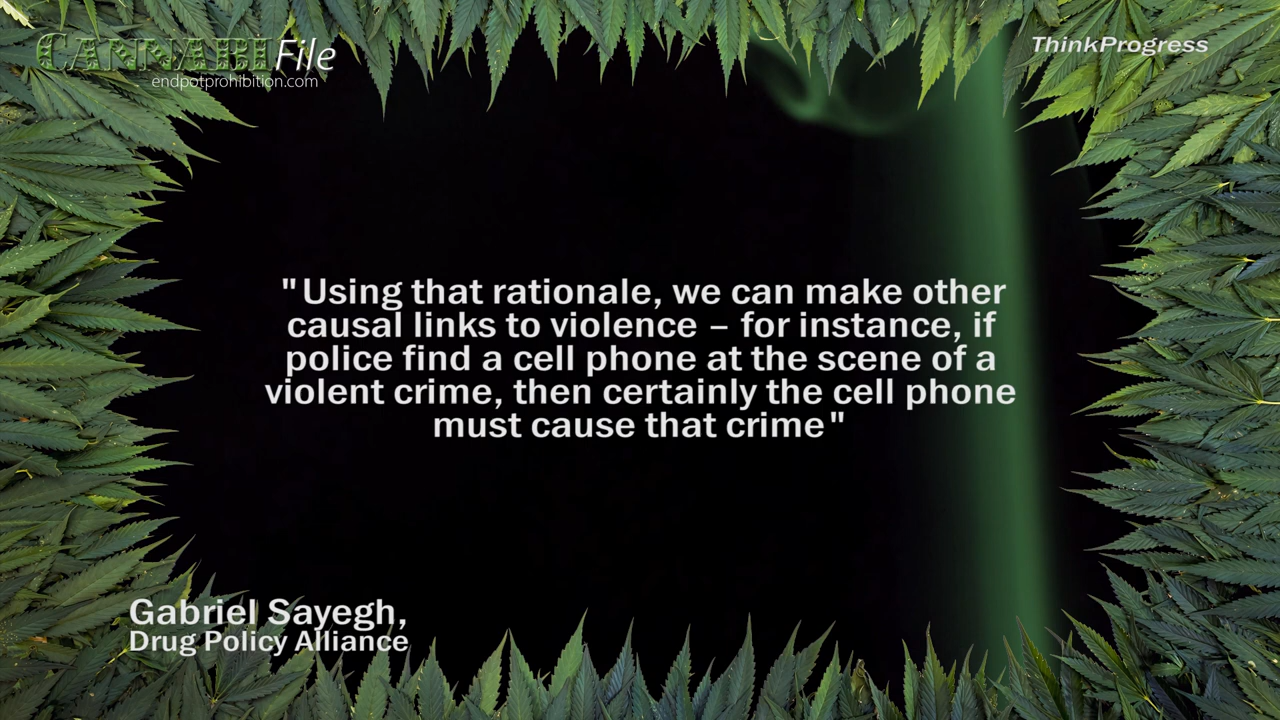 CANNABIFile
endpotprohibition.com
ThinkProgress
"Using that rationale, we can make other
causal links to violence – for instance, if
police find a cell phone at the scene of a
violent crime, then certainly the cell phone
must cause that crime"
Gabriel Sayegh,
Drug Policy Alliance